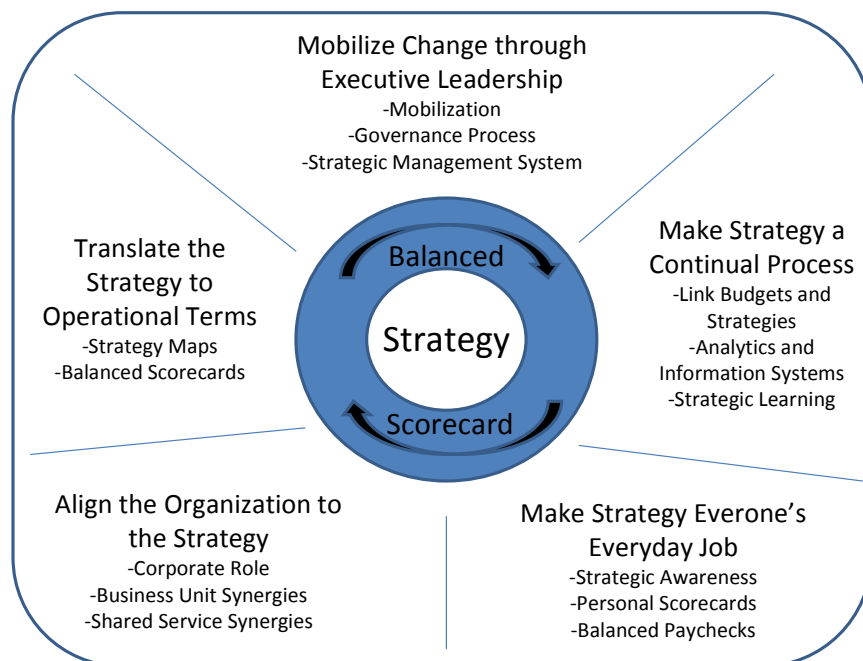 Mobilize Change through
Executive Leadership
-Mobilization
-Governance Process
-Strategic Management System
Translate the
Strategy to
Operational Terms
-Strategy Maps
-Balanced Scorecards
Balanced
Strategy
Scorecard
Make Strategy a
Continual Process
-Link Budgets and
Strategies
-Analytics and
Information Systems
-Strategic Learning
Align the Organization to
the Strategy
-Corporate Role
-Business Unit Synergies
-Shared Service Synergies
Make Strategy Everone’s
Everyday Job
-Strategic Awareness
-Personal Scorecards
-Balanced Paychecks